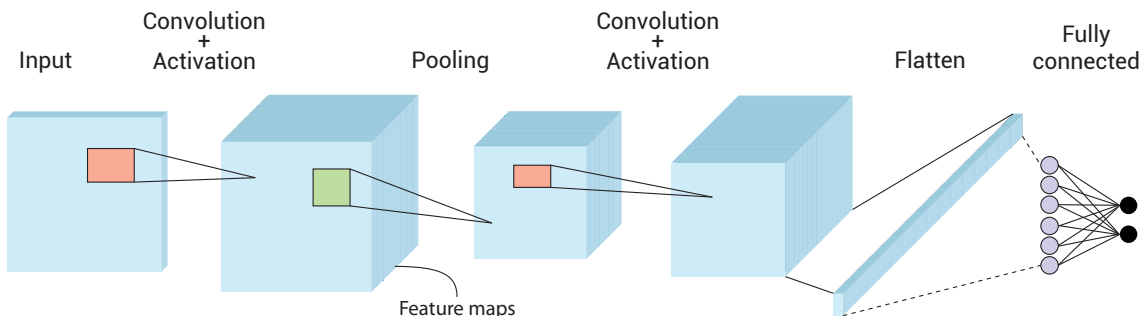 Input
Convolution
+
Activation
Pooling
Convolution
+
Activation
Flatten
Fully
connected
Feature maps